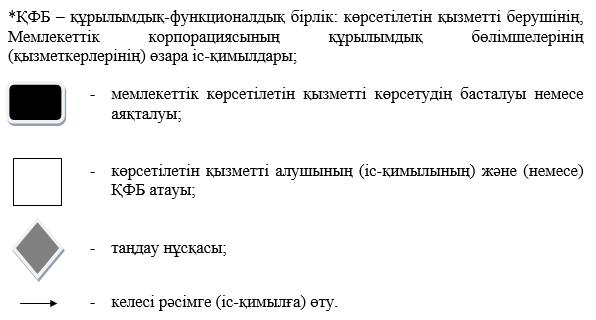 *ҚФБ – құрылымдық-функционалдық бірлік: көрсетілетін қызметті берушінің,
Мемлекеттік корпорациясының құрылымдық бөлімшелерінің
(қызметкерлерінің) өзара іс-қимылдары;
- мемлекеттік көрсетілетін қызметті көрсетудің басталуы немесе
аяқталуы;
- көрсетілетін қызметті алушының (іс-қимылының) және (немесе)
ҚФБ атауы;
- таңдау нұсқасы;
- келесі рәсімге (іс-қимылға) өту.